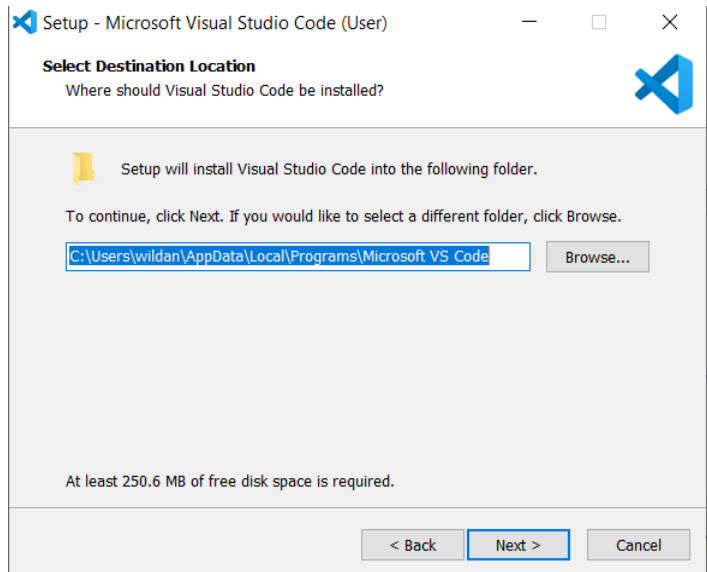 Setup - Microsoft Visual Studio Code (User)
Select Destination Location
Where should Visual Studio Code be installed?
Setup will install Visual Studio Code into the following folder.
To continue, click Next. If you would like to select a different folder, click Browse.
C:\Users\wildan\AppData\Local\Programs\Microsoft VS Code
Browse...
At least 250.6 MB of free disk space is required.
< Back
Next >
Cancel